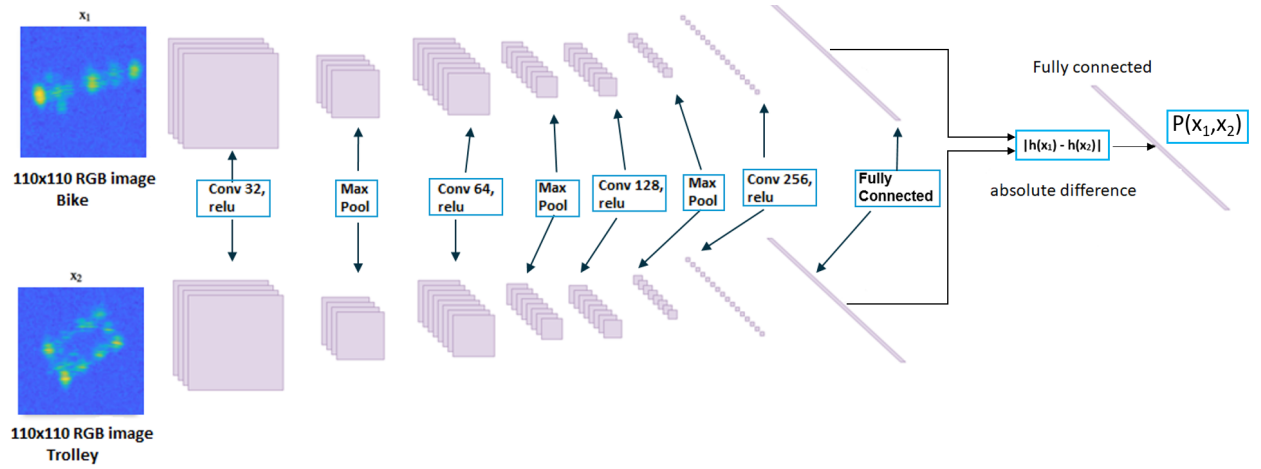 x₁
110x110 RGB image
Bike
Conv 32,
relu
Max
Pool
Conv 64,
relu
Max
Pool
Conv 128,
relu
Max
Pool
Conv 256,
relu
Fully
Connected
x₂
110x110 RGB image
Trolley
|h(x₁) - h(x₂)|
absolute difference
Fully connected
P(x₁,x₂)